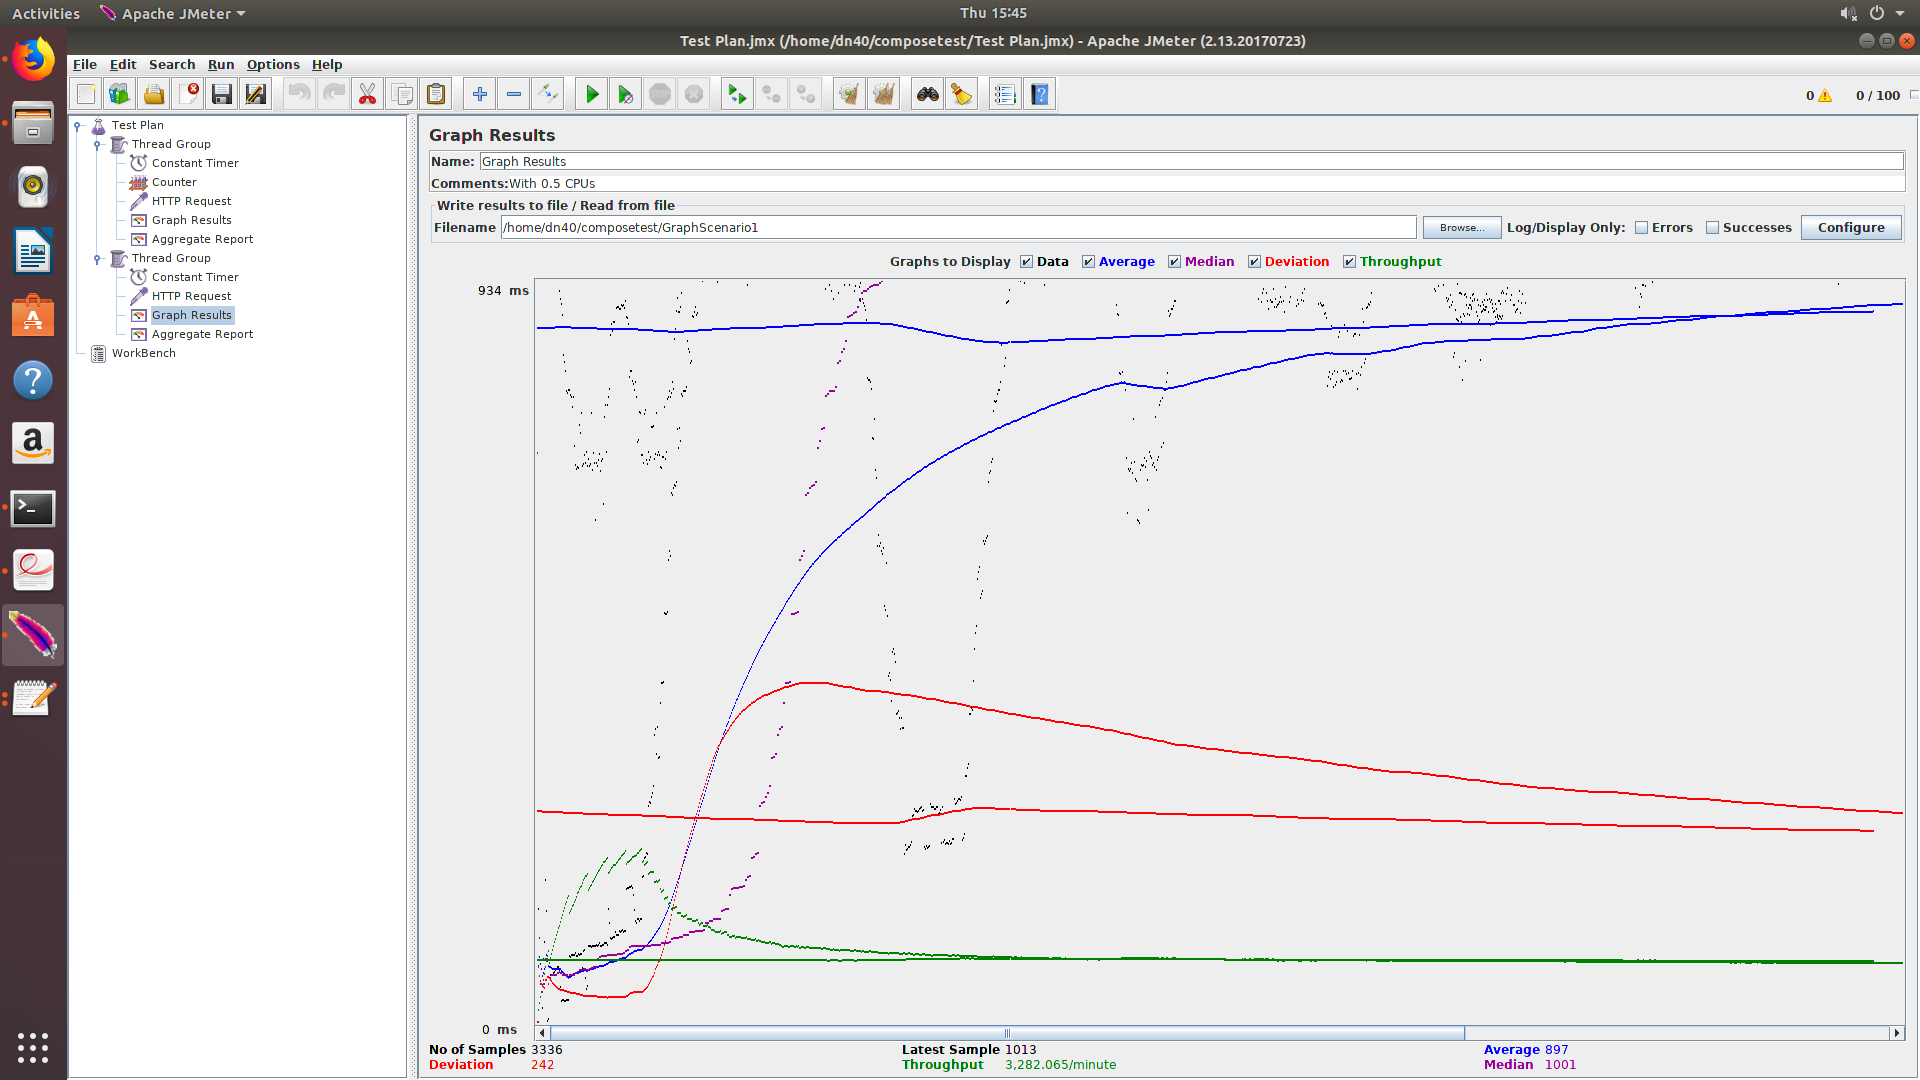 Activities Apache JMeter Thu 15:45
Test Plan.jmx (/home/dn40/composetest/Test Plan.jmx) - Apache JMeter (2.13.20170723)
File Edit Search Run Options Help
0 0 / 100
Test Plan
Thread Group
Constant Timer
Counter
HTTP Request
Graph Results
Aggregate Report
Thread Group
Constant Timer
HTTP Request
Graph Results
Aggregate Report
WorkBench
Graph Results
Name: Graph Results
Comments: With 0.5 CPUs
Write results to file / Read from file
Filename /home/dn40/composetest/GraphScenario1 Browse... Log/Display Only: Errors Successes Configure
Graphs to Display Data Average Median Deviation Throughput
934 ms
0 ms
No of Samples 3336 Latest Sample 1013 Average 897
Deviation 242 Throughput 3,282.065/minute Median 1001